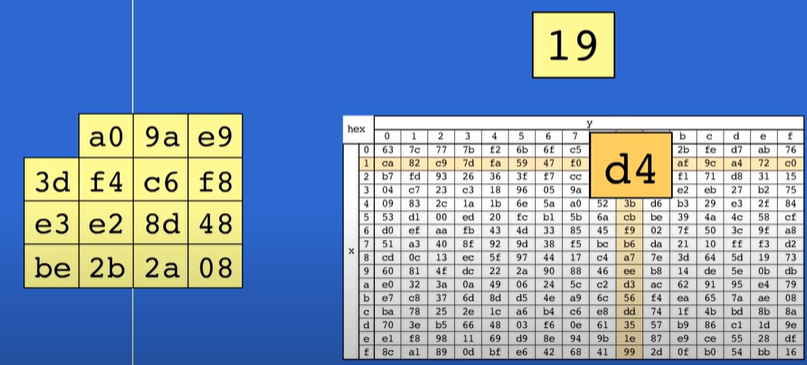 19
a0 9a e9
3d f4 c6 f8
e3 e2 8d 48
be 2b 2a 08
hex y
0 1 2 3 4 5 6 7 b c d e f
0 63 7c 77 7b f2 6b 6f c5 2b fe d7 ab 76
1 ca 82 c9 7d fa 59 47 f0 d4 af 9c a4 72 c0
2 b7 fd 93 26 36 3f f7 cc f1 71 d8 31 15
3 04 c7 23 c3 18 96 05 9a e2 eb 27 b2 75
4 09 83 2c 1a 1b 6e 5a a0 52 3b d6 b3 29 e3 2f 84
5 53 d1 00 ed 20 fc b1 5b 6a cb be 39 4a 4c 58 cf
6 d0 ef aa fb 43 4d 33 85 45 f9 02 7f 50 3c 9f a8
x 7 51 a3 40 8f 92 9d 38 f5 bc b6 da 21 10 ff f3 d2
8 cd 0c 13 ec 5f 97 44 17 c4 a7 7e 3d 64 5d 19 73
9 60 81 4f dc 22 2a 90 88 46 ee b8 14 de 5e 0b db
a e0 32 3a 0a 49 06 24 5c c2 d3 ac 62 91 95 e4 79
b e7 c8 37 6d 8d d5 4e a9 6c 56 f4 ea 65 7a ae 08
c ba 78 25 2e 1c a6 b4 c6 e8 dd 74 1f 4b bd 8b 8a
d 70 3e b5 66 48 03 f6 0e 61 35 57 b9 86 c1 1d 9e
e e1 f8 98 11 69 d9 8e 94 9b 1e 87 e9 ce 55 28 df
f 8c a1 89 0d bf e6 42 68 41 99 2d 0f b0 54 bb 16